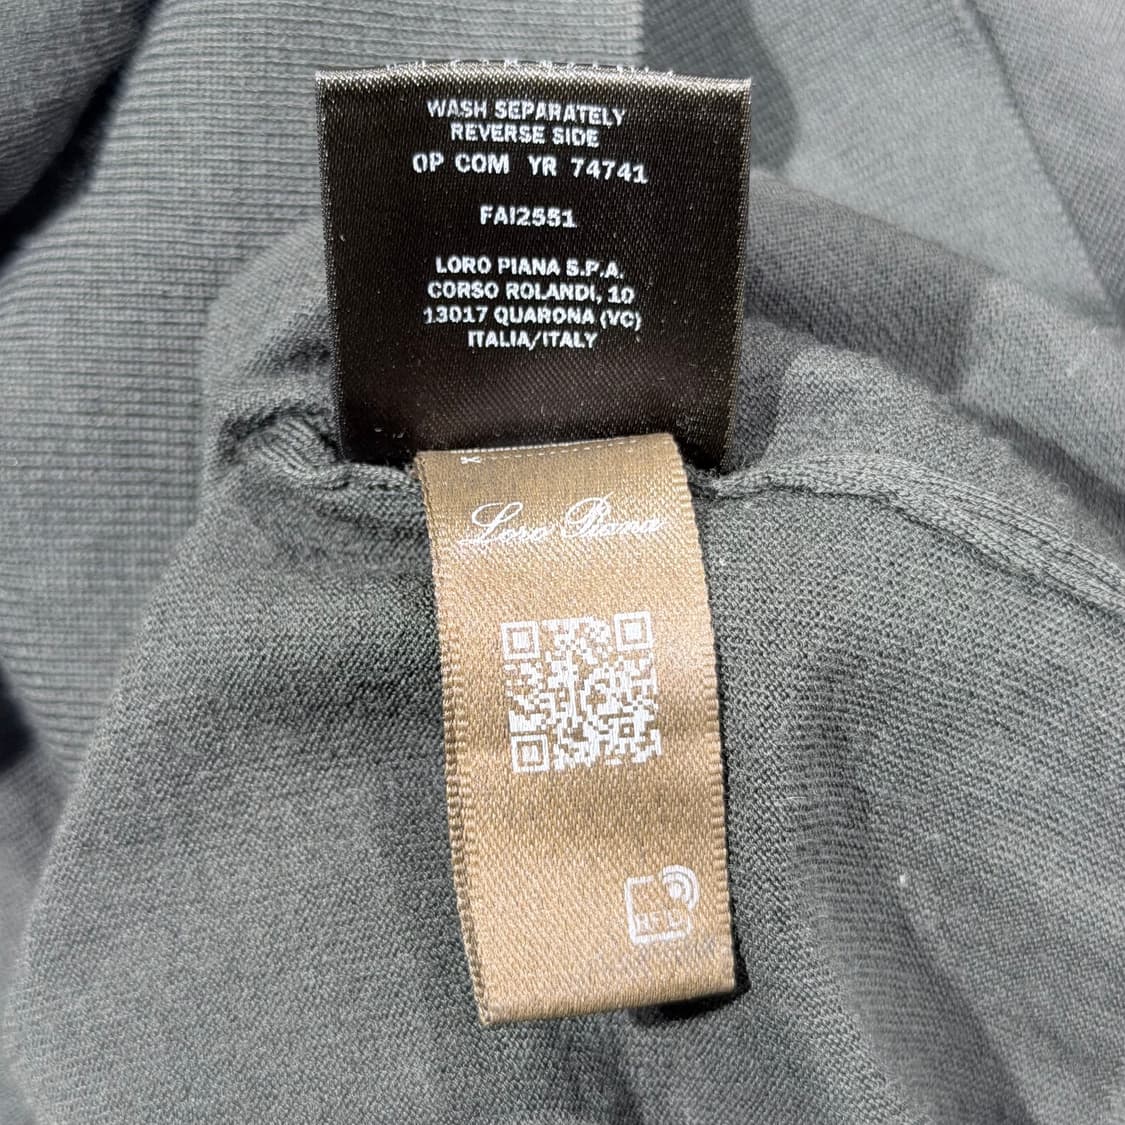 WASH SEPARATELY
REVERSE SIDE
OP COM YR 74741
FAI2551
LORO PIANA S.P.A.
CORSO ROLANDI, 10
13017 QUARONA (VC)
ITALIA/ITALY
Loro Piana